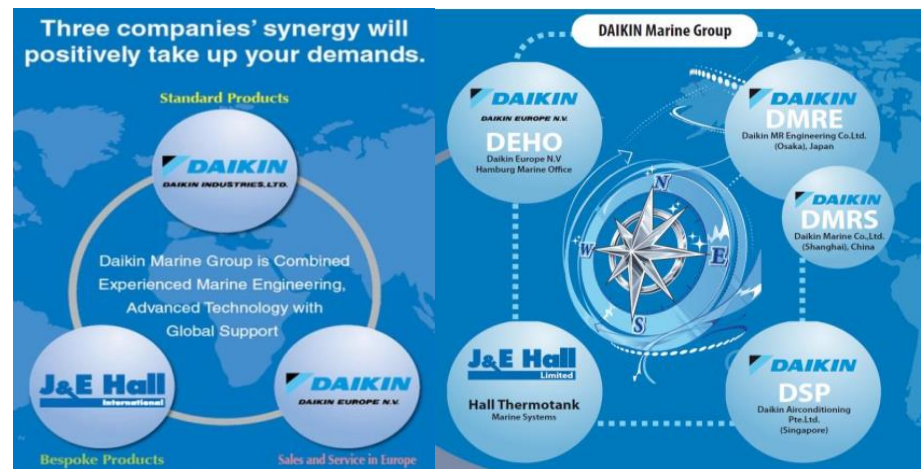 Three companies' synergy will
positively take up your demands.
Standard Products
DAIKIN
DAIKIN INDUSTRIES.LTD.
Daikin Marine Group is Combined
Experienced Marine Engineering,
Advanced Technology with
Global Support
J&E Hall
International
Bespoke Products
DAIKIN
DAIKIN EUROPE N.V.
Sales and Service in Europe
DAIKIN Marine Group
DAIKIN
DAIKIN EUROPE N.V.
DEHO
Daikin Europe N.V
Hamburg Marine Office
DAIKIN
DMRE
Daikin MR Engineering Co.Ltd.
(Osaka), Japan
DAIKIN
DMRS
Daikin Marine Co.,Ltd.
(Shanghai), China
N
W
E
S
J&E Hall
Limited
Hall Thermotank
Marine Systems
DAIKIN
DSP
Daikin Airconditioning
Pte.Ltd.
(Singapore)